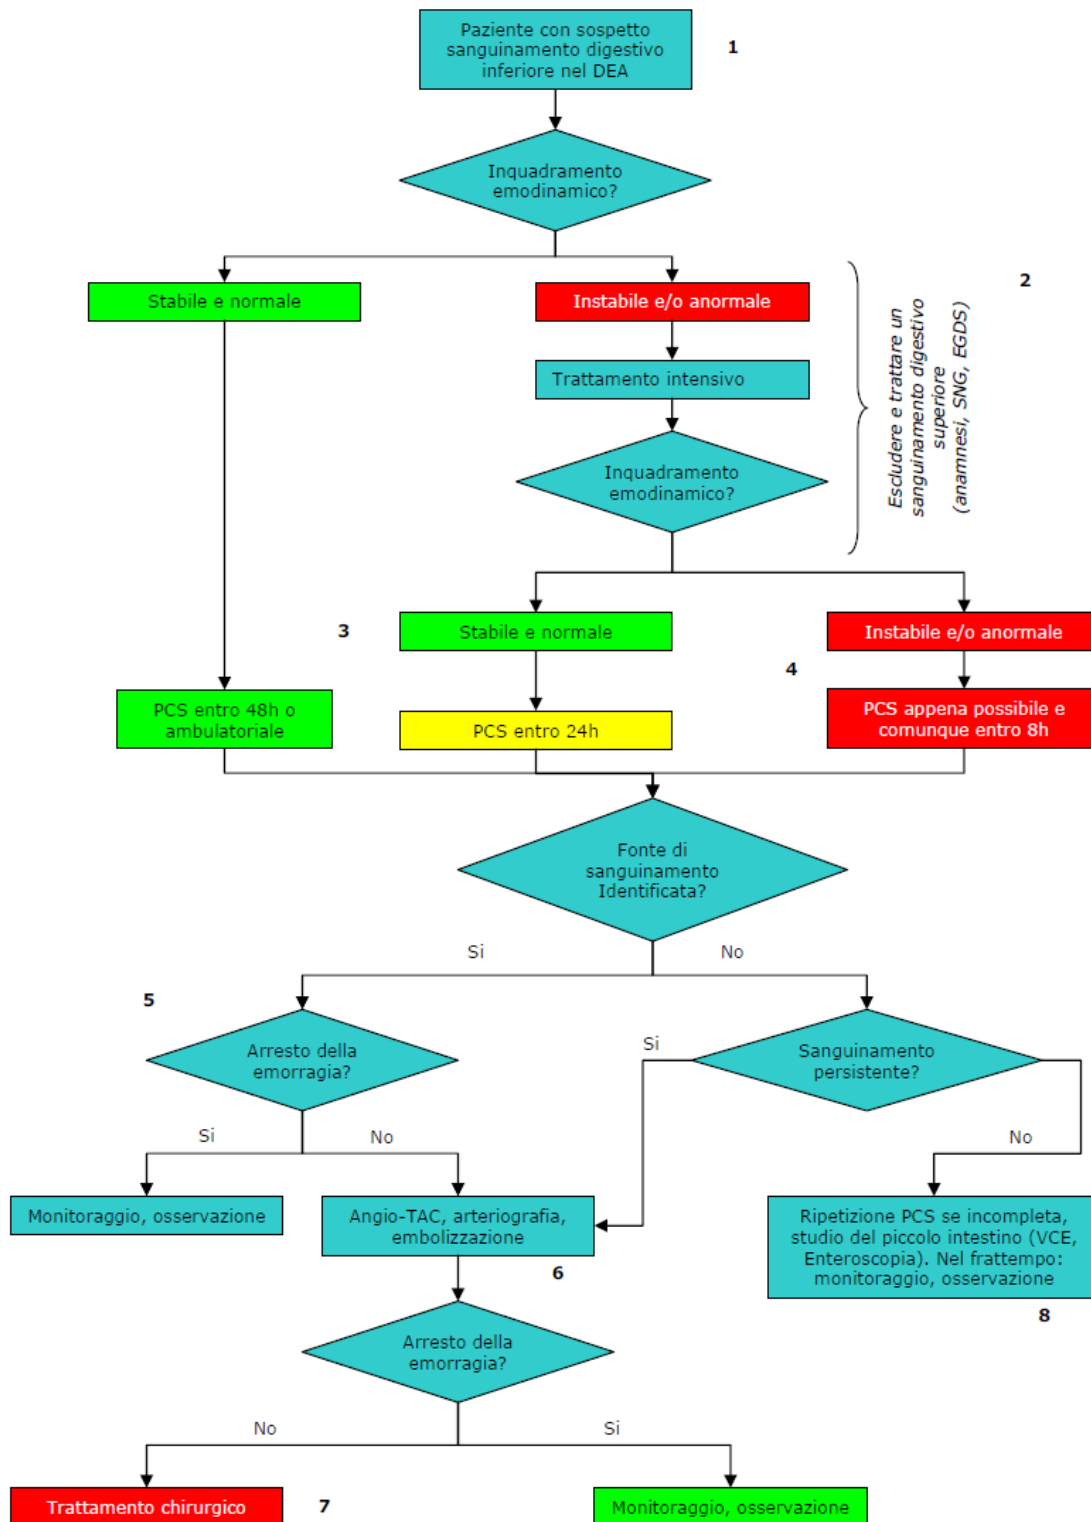 Paziente con sospetto
sanguinamento digestivo
inferiore nel DEA
1
Inquadramento
emodinamico?
2
Stabile e normale
Instabile e/o anormale
Trattamento intensivo
Inquadramento
emodinamico?
Escludere e trattare un
sanguinamento digestivo
superiore
(anamnesi, SNG, EGDS)
3
Stabile e normale
Instabile e/o anormale
4
PCS entro 48h o
ambulatoriale
PCS entro 24h
PCS appena possibile e
comunque entro 8h
Fonte di
sanguinamento
Identificata?
Si
No
5
Arresto della
emorragia?
Si
Sanguinamento
persistente?
Si
No
No
Monitoraggio, osservazione
Angio-TAC, arteriografia,
embolizzazione
6
Ripetizione PCS se incompleta,
studio del piccolo intestino (VCE,
Enteroscopia). Nel frattempo:
monitoraggio, osservazione
8
Arresto della
emorragia?
No
Si
Trattamento chirurgico
7
Monitoraggio, osservazione